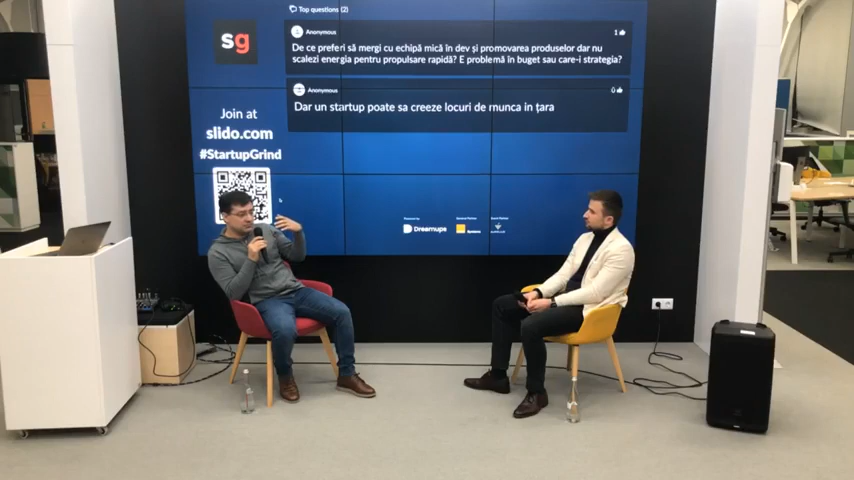 Top questions (2)
sg
Anonymous
1
De ce preferi să mergi cu echipă mică în dev și promovarea produselor dar nu
scalezi energia pentru propulsare rapidă? E problemă în buget sau care-i strategia?
Anonymous
0
Dar un startup poate sa creeze locuri de munca in țara
Join at
slido.com
#StartupGrind
Dreamups